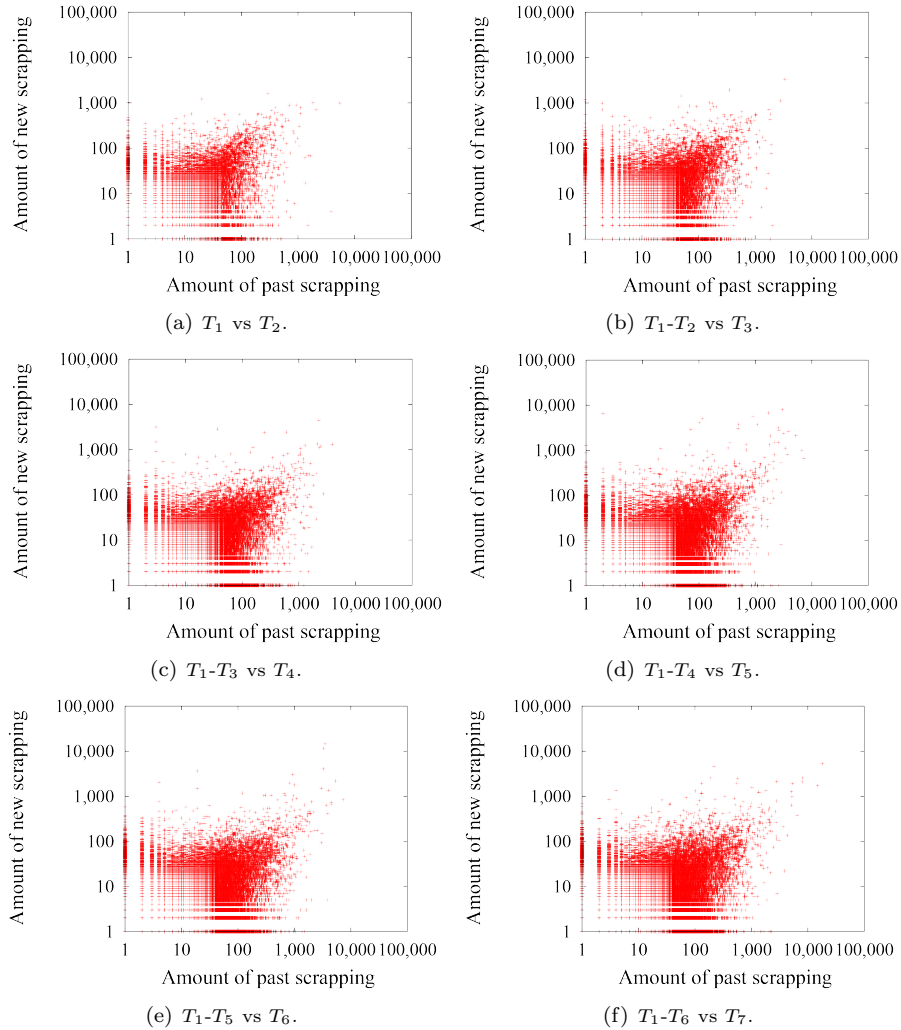 100,000
10,000
1,000
100
10
1
Amount of new scrapping
1 10 100 1,000 10,000 100,000
Amount of past scrapping
(a) T1 vs T2.
100,000
10,000
1,000
100
10
1
Amount of new scrapping
1 10 100 1,000 10,000 100,000
Amount of past scrapping
(b) T1-T2 vs T3.
100,000
10,000
1,000
100
10
1
Amount of new scrapping
1 10 100 1,000 10,000 100,000
Amount of past scrapping
(c) T1-T3 vs T4.
100,000
10,000
1,000
100
10
1
Amount of new scrapping
1 10 100 1,000 10,000 100,000
Amount of past scrapping
(d) T1-T4 vs T5.
100,000
10,000
1,000
100
10
1
Amount of new scrapping
1 10 100 1,000 10,000 100,000
Amount of past scrapping
(e) T1-T5 vs T6.
100,000
10,000
1,000
100
10
1
Amount of new scrapping
1 10 100 1,000 10,000 100,000
Amount of past scrapping
(f) T1-T6 vs T7.